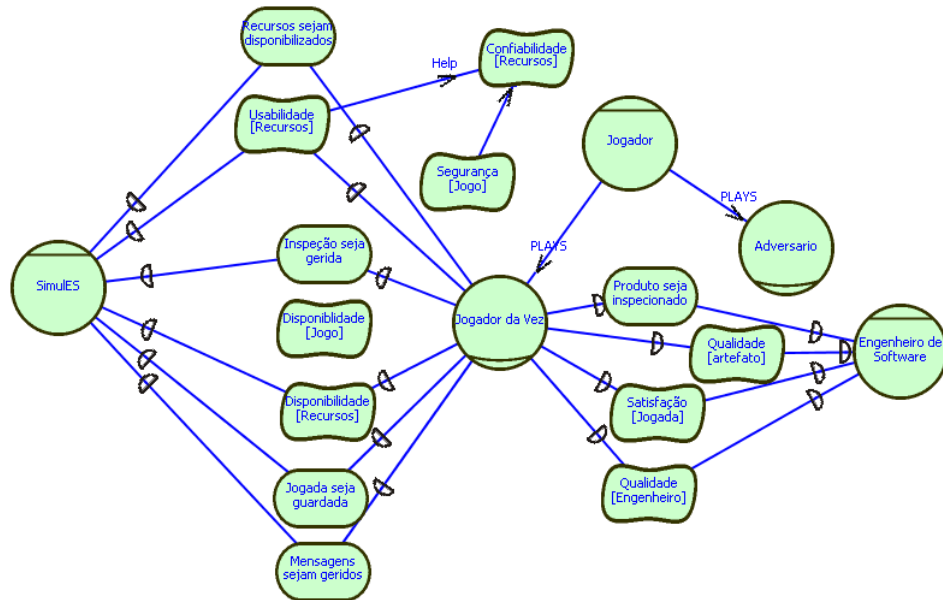 Recursos sejam
disponibilizados
Help
Confiabilidade
[Recursos]
Usabilidade
[Recursos]
Jogador
Segurança
[Jogo]
PLAYS
Inspeção seja
gerida
PLAYS
Adversario
SimulES
Produto seja
inspecionado
Disponiblidade
[Jogo]
Jogador da Vez
Qualidade
[artefato]
Engenheiro de
Software
Disponibilidade
[Recursos]
Satisfação
[Jogada]
Jogada seja
guardada
Qualidade
[Engenheiro]
Mensagens
sejam geridos